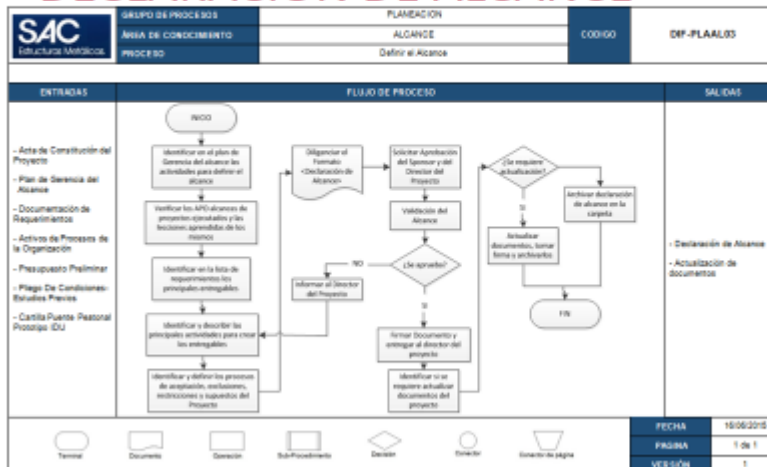 DECLARACIÓN DE ALCANCE
SAC
Estructuras Metálicas
GRUPO DE PROCESOS
PLANEACIÓN
ÁREA DE CONOCIMIENTO
ALCANCE
PROCESO
Definir el Alcance
CODIGO
DIF-PLAAL03
ENTRADAS
FLUJO DE PROCESO
SALIDAS
- Acta de Constitución del
Proyecto
- Plan de Gerencia del
Alcance
- Documentación de
Requerimientos
- Activos de Procesos de
la Organización
- Presupuesto Preliminar
- Pliego De Condiciones-
Estudios Previos
- Cartilla Puente Peatonal
Prototipo IDU
INICIO
Identificar en el plan de
Gerencia del alcance las
actividades para definir el
alcance
Verificar los APO alcances de
proyectos ejecutados y las
lecciones aprendidas de los
mismos
Identificar en la lista de
requerimientos los
principales entregables
Identificar y describir las
principales actividades para crear
los entregables
Identificar y definir los procesos
de aceptación, exclusiones,
restricciones y supuestos del
Proyecto
Diligenciar el
Formato
<Declaración de
Alcance>
Solicitar Aprobación
del Sponsor y del
Director del
Proyecto
Validación del
Alcance
¿Se aprueba?
NO
Informar al Director
del Proyecto
SI
Firmar Documento y
entregar al director del
proyecto
Identificar si se
requiere actualizar
documentos del
proyecto
¿Se requiere
actualización?
SI
Actualizar
documentos, tomar
firma y archivarlos
Archivar declaración
de alcance en la
carpeta
FIN
- Declaración de Alcance
- Actualización de
documentos
Terminal
Documento
Operación
Sub-Procedimiento
Decisión
Conector
Conector de página
FECHA
16/06/2015
PAGINA
1 de 1
VERSIÓN
1